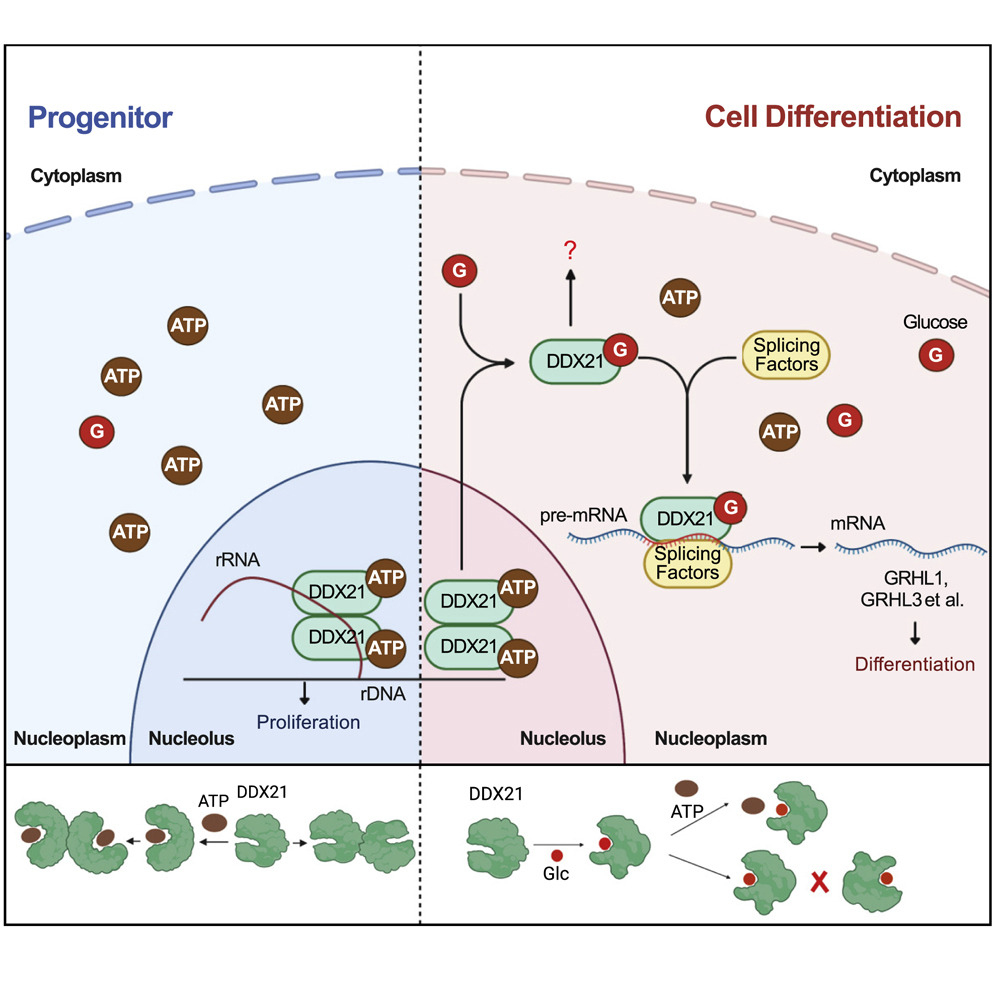 Progenitor
Cell Differentiation
Cytoplasm
Cytoplasm
G
?
ATP
Glucose
G
ATP
DDX21
G
Splicing
Factors
ATP
ATP
G
ATP
G
ATP
ATP
pre-mRNA
DDX21
G
Splicing
Factors
mRNA
GRHL1,
GRHL3 et al.
Differentiation
rRNA
DDX21
ATP
DDX21
ATP
DDX21
ATP
DDX21
ATP
rDNA
Proliferation
Nucleoplasm
Nucleolus
Nucleolus
Nucleoplasm
ATP
DDX21
DDX21
Glc
ATP
X